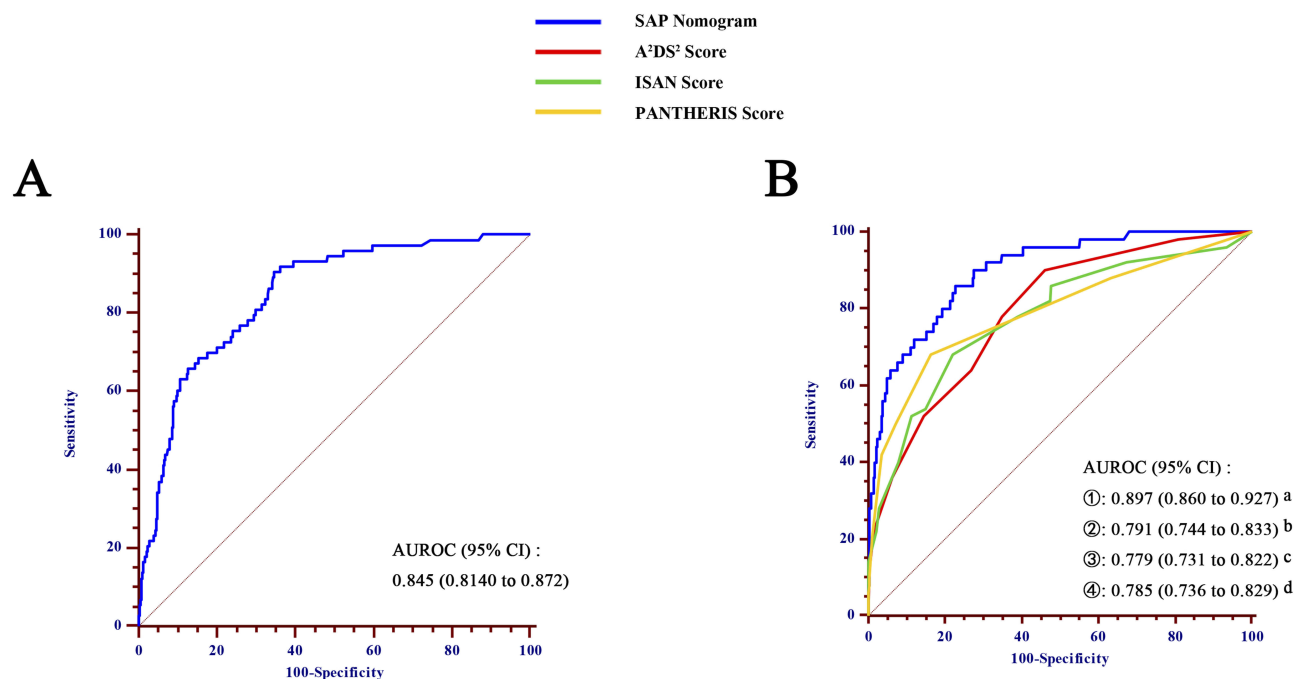 SAP Nomogram
A²DS² Score
ISAN Score
PANTHERIS Score
A
100
80
60
40
20
0
Sensitivity
0 20 40 60 80 100
100-Specificity
AUROC (95% CI) :
0.845 (0.8140 to 0.872)
B
100
80
60
40
20
0
Sensitivity
0 20 40 60 80 100
100-Specificity
AUROC (95% CI) :
①: 0.897 (0.860 to 0.927) a
②: 0.791 (0.744 to 0.833) b
③: 0.779 (0.731 to 0.822) c
④: 0.785 (0.736 to 0.829) d